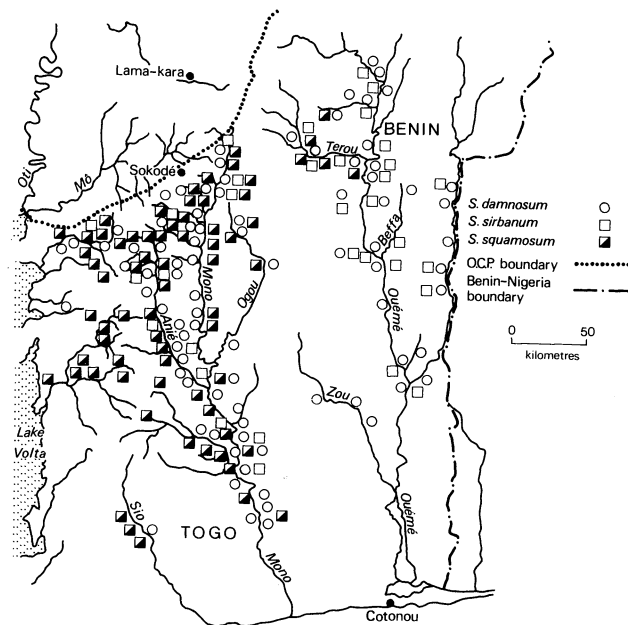 Lama-kara
BENIN
Terou
Oti
Mô
Sokodé
S. damnosum
S. sirbanum
S. squamosum
O.C.P. boundary
Benin–Nigeria
boundary
0 50
kilometres
Beffa
Mono
Ogou
Ouémé
Anié
Zou
Lake
Volta
Sio
TOGO
Ouémé
Mono
Cotonou